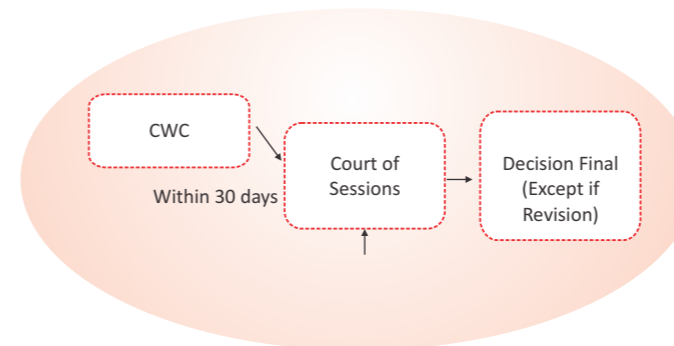 CWC
Within 30 days
Court of
Sessions
Decision Final
(Except if
Revision)